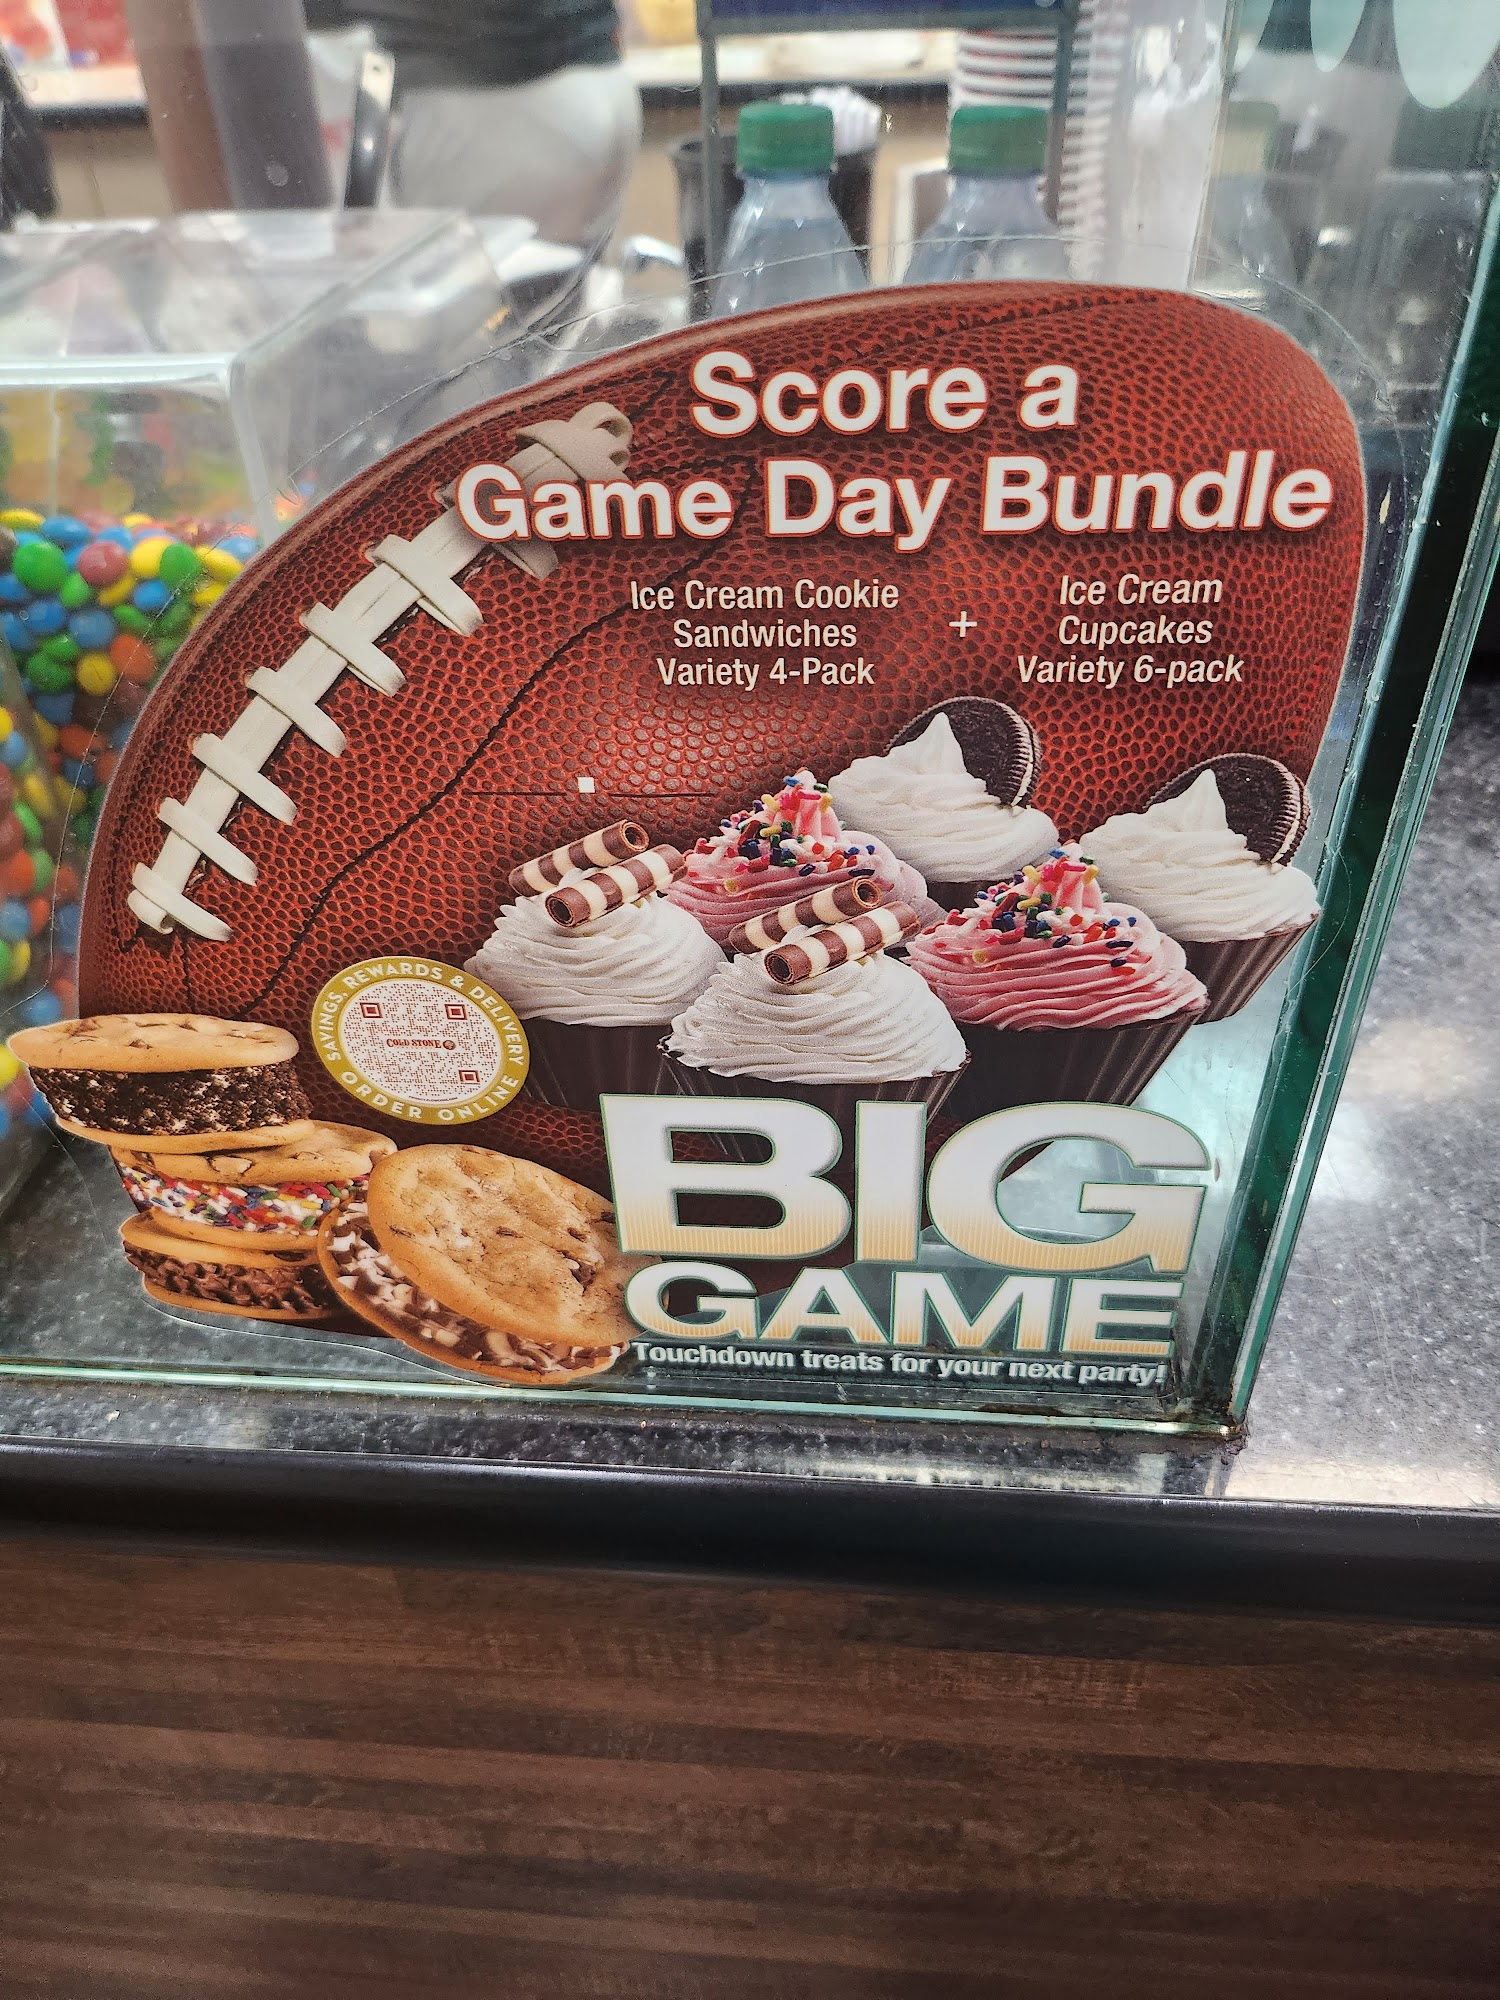 Score a
Game Day Bundle
Ice Cream Cookie
Sandwiches
Variety 4-Pack
+
Ice Cream
Cupcakes
Variety 6-pack
SAVINGS, REWARDS & DELIVERY
COLD STONE
ORDER ONLINE
BIG
GAME
Touchdown treats for your next party!